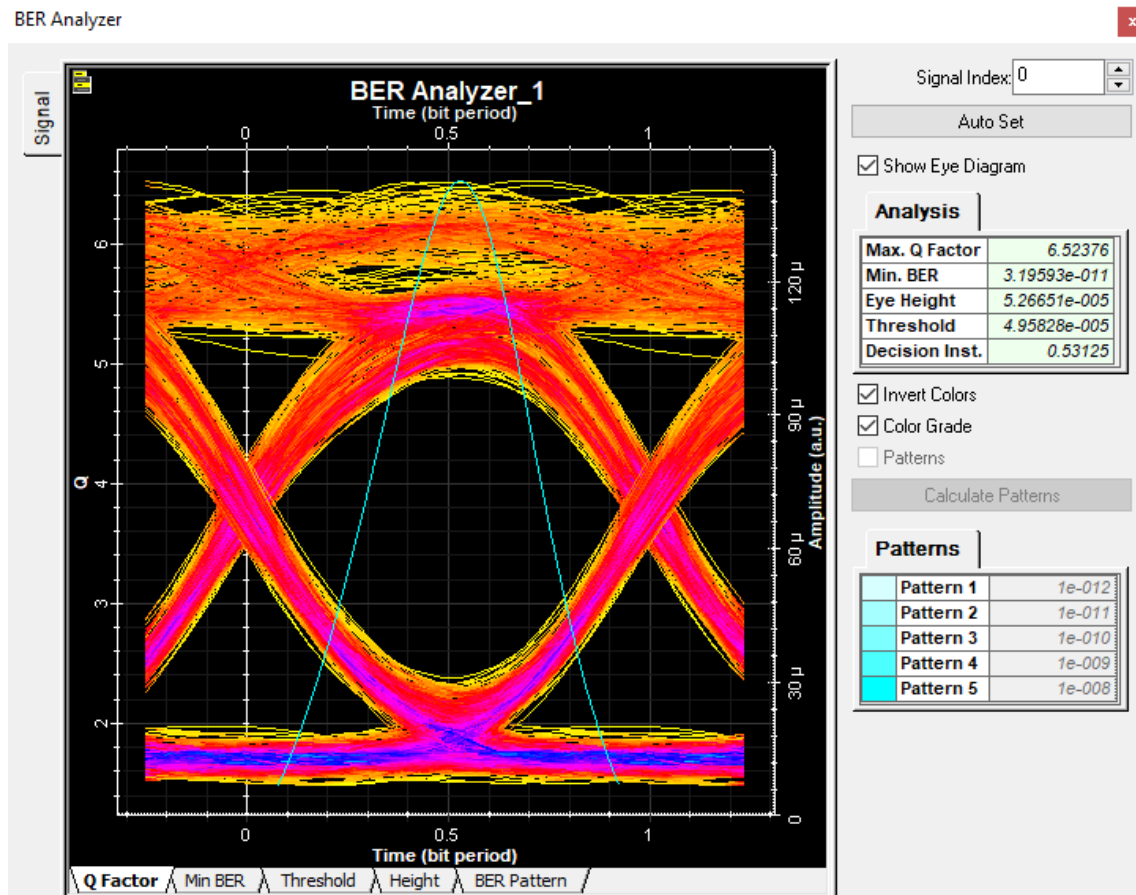 BER Analyzer
x
Signal
BER Analyzer_1
Time (bit period)
0 0.5 1
Q
6
5
4
3
2
120 µ
90 µ
60 µ
30 µ
0
Amplitude (a.u.)
0 0.5 1
Time (bit period)
Q Factor Min BER Threshold Height BER Pattern
Signal Index: 0
Auto Set
Show Eye Diagram
Analysis
Max. Q Factor 6.52376
Min. BER 3.19593e-011
Eye Height 5.26651e-005
Threshold 4.95828e-005
Decision Inst. 0.53125
Invert Colors
Color Grade
Patterns
Calculate Patterns
Patterns
Pattern 1 1e-012
Pattern 2 1e-011
Pattern 3 1e-010
Pattern 4 1e-009
Pattern 5 1e-008